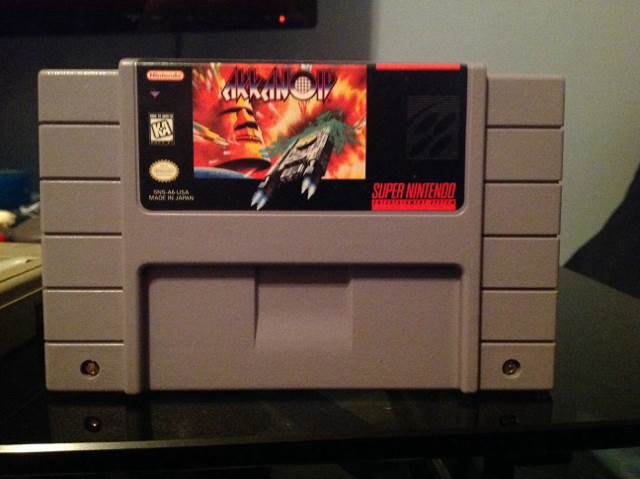 Nintendo
ARKANOID
KA
SNS-A6-USA
MADE IN JAPAN
SUPER NINTENDO
ENTERTAINMENT SYSTEM